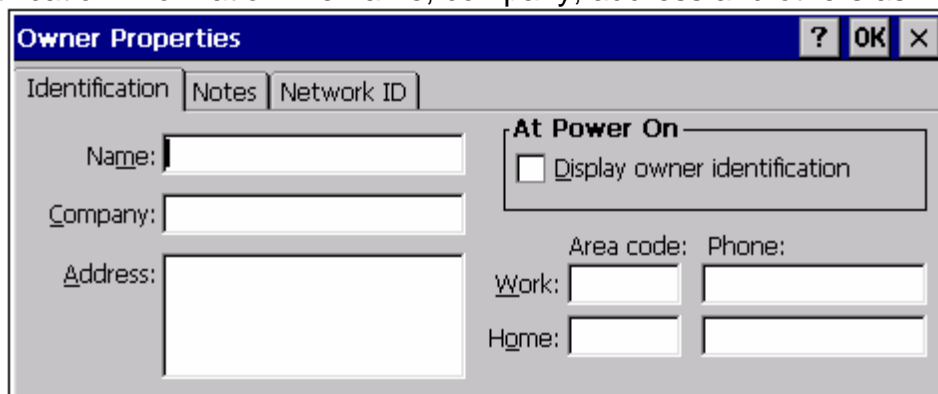 Owner Properties ? OK ×
Identification Notes Network ID
At Power On
Name:
Display owner identification
Company:
Area code: Phone:
Address:
Work:
Home: